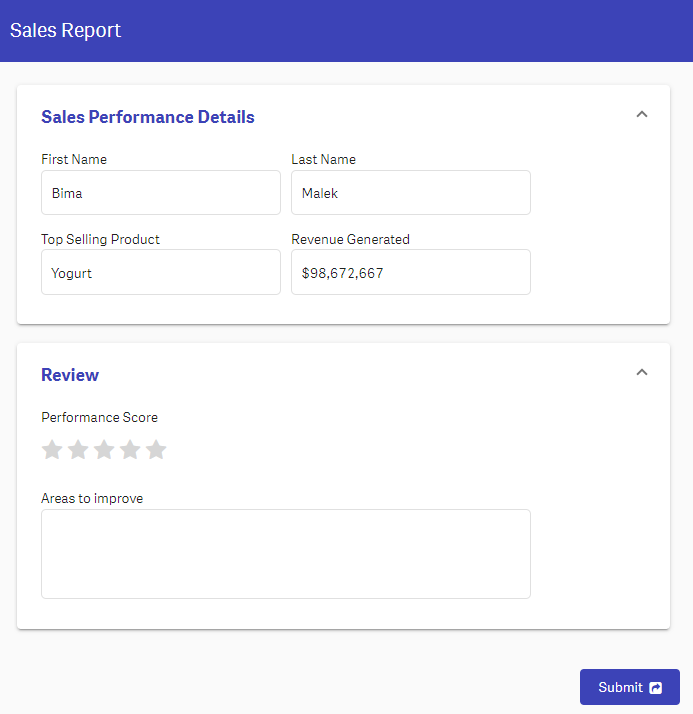 Sales Report
Sales Performance Details
First Name Last Name
Bima Malek
Top Selling Product Revenue Generated
Yogurt $98,672,667
Review
Performance Score
Areas to improve
Submit